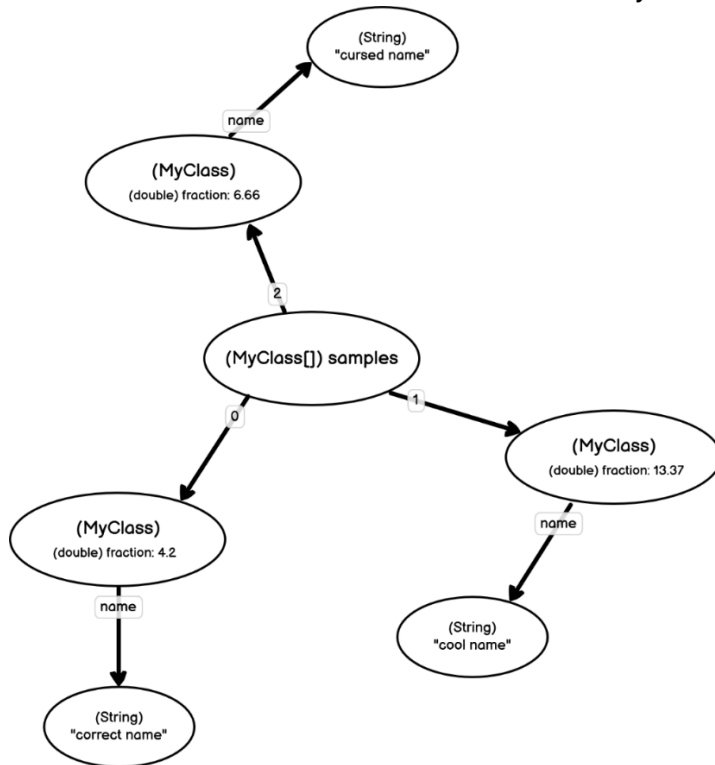 (String)
"cursed name"
name
(MyClass)
(double) fraction: 6.66
2
(MyClass[]) samples
0
1
(MyClass)
(double) fraction: 13.37
(MyClass)
(double) fraction: 4.2
name
name
(String)
"cool name"
(String)
"correct name"